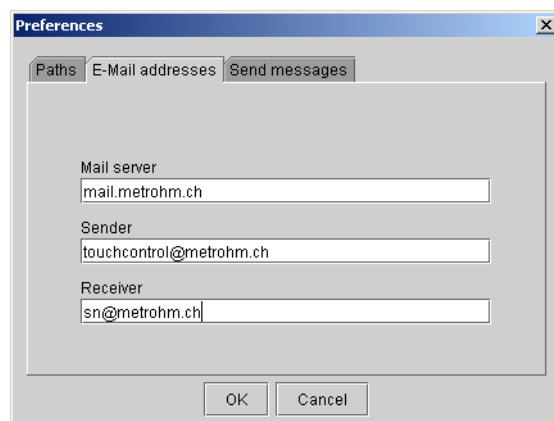 Preferences
Paths E-Mail addresses Send messages
Mail server
mail.metrohm.ch
Sender
touchcontrol@metrohm.ch
Receiver
sn@metrohm.ch
OK Cancel